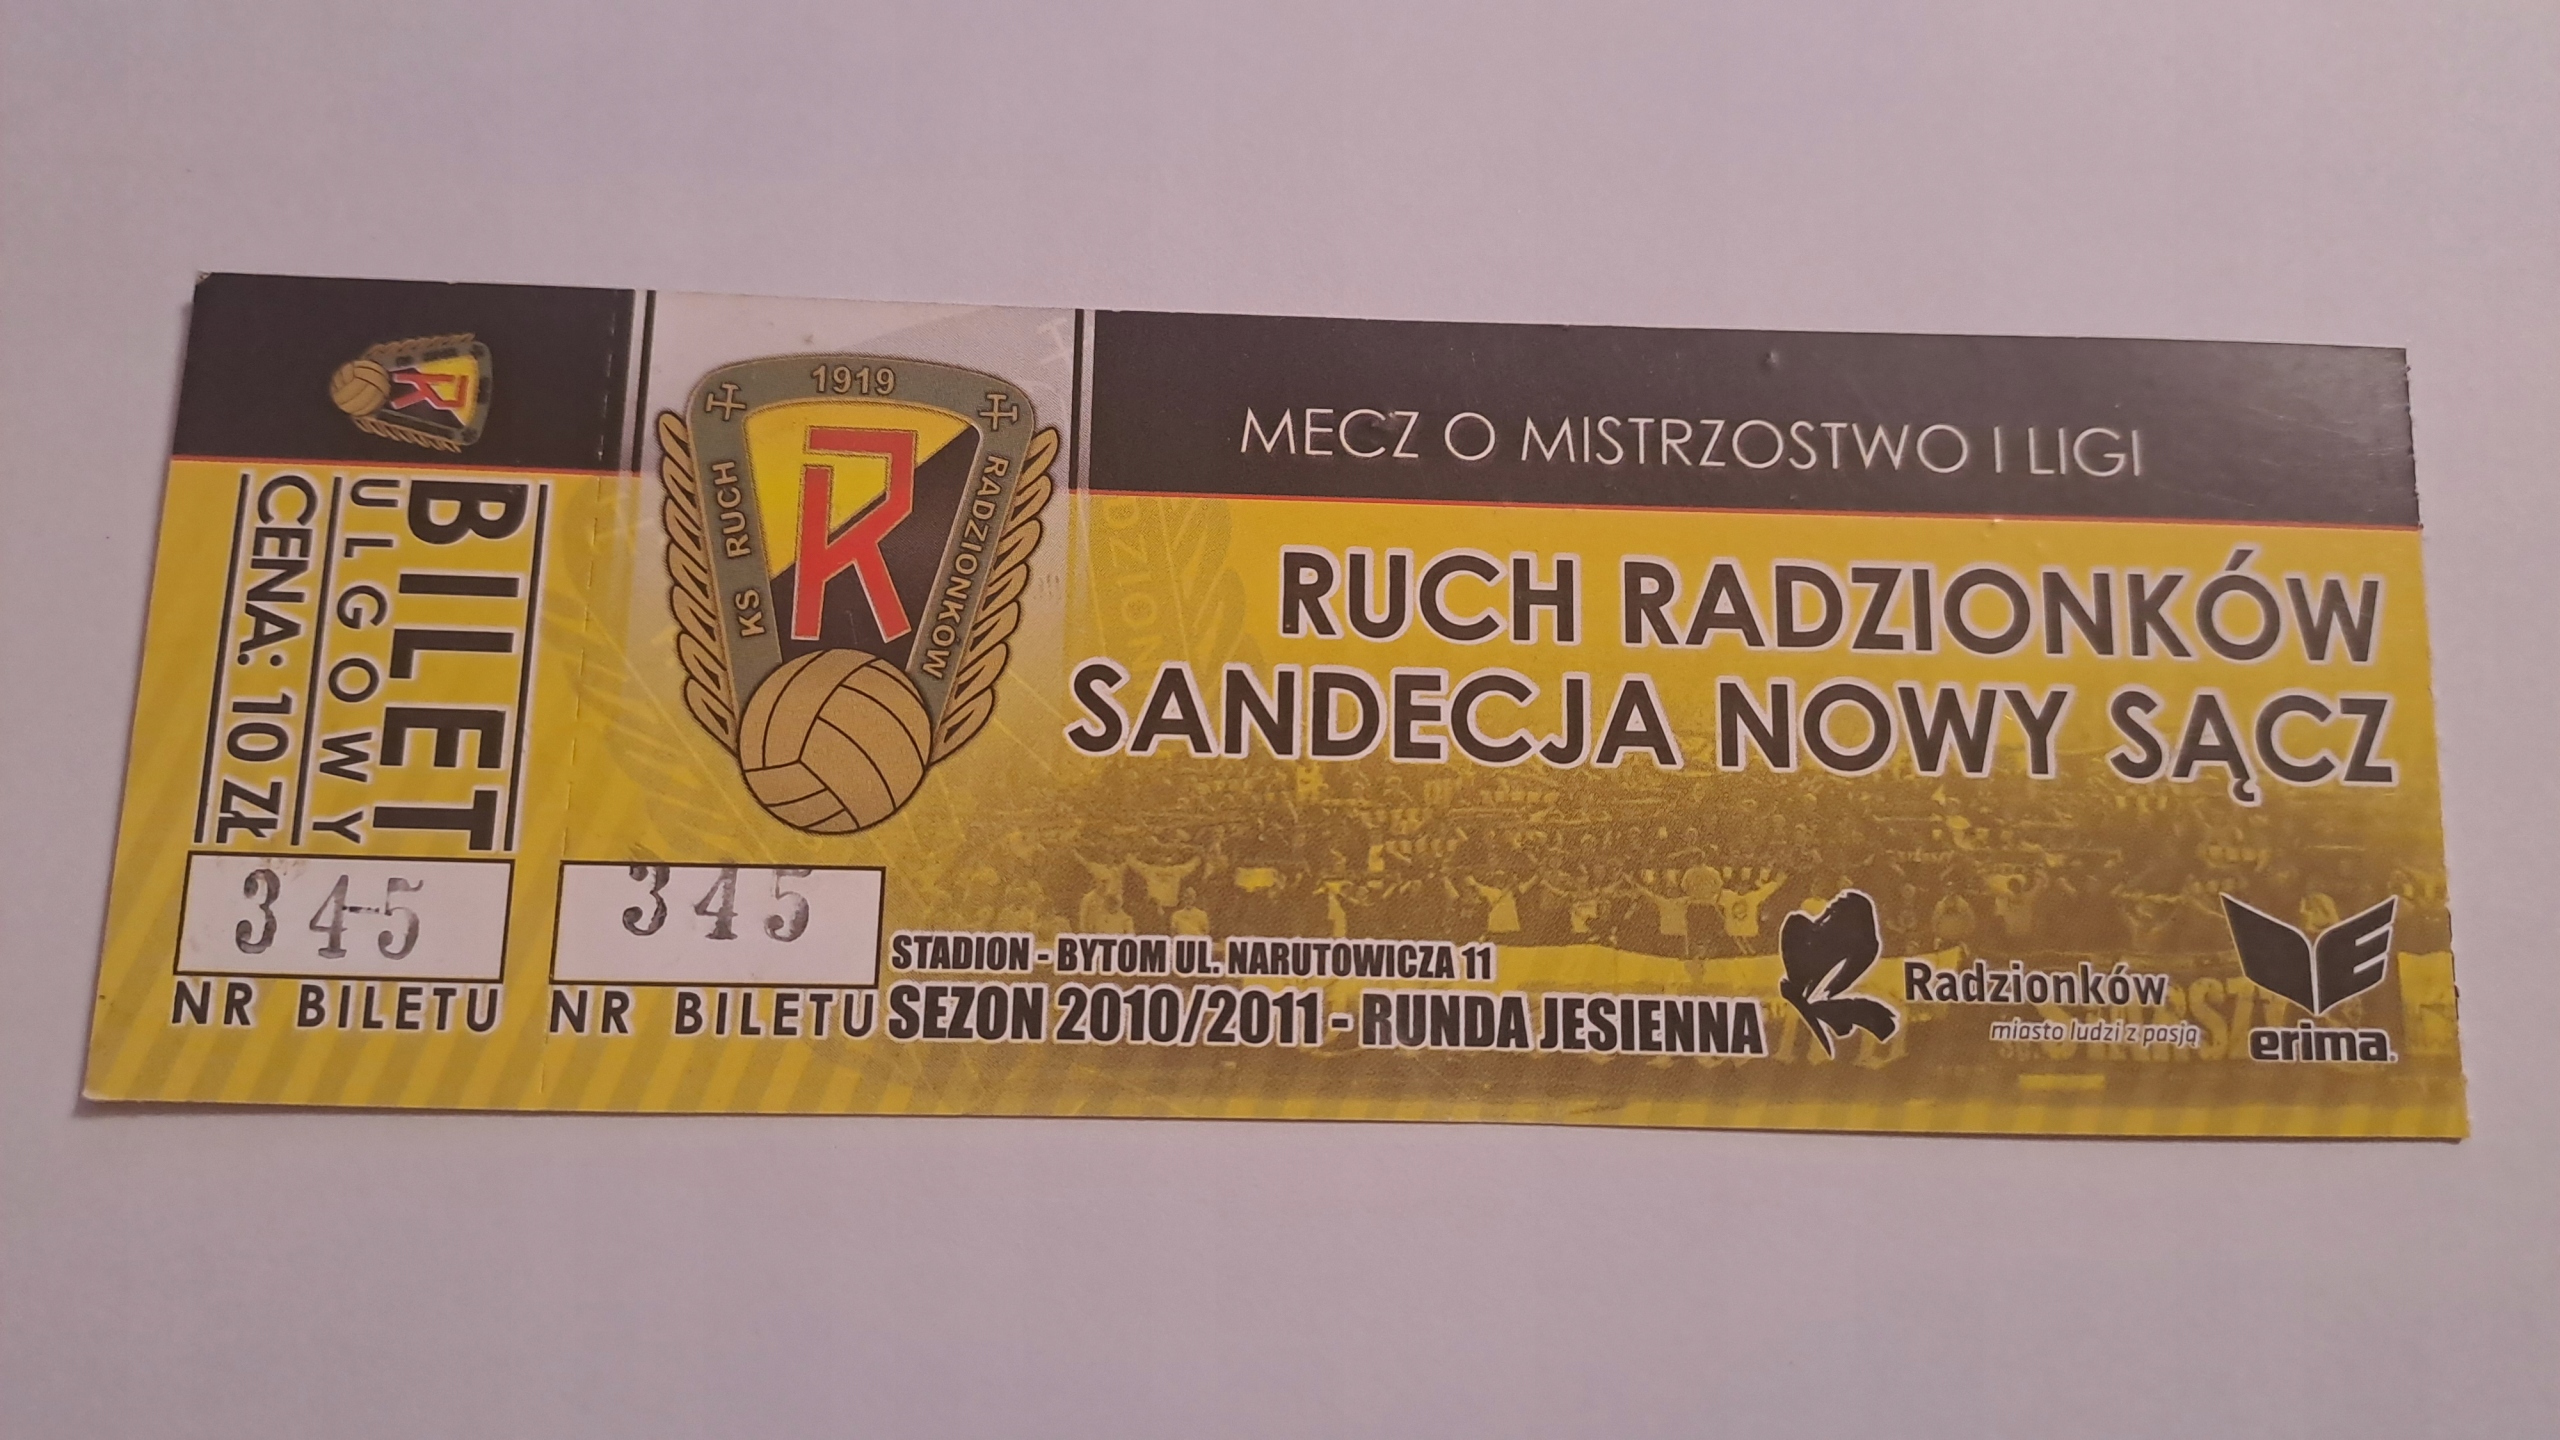 BILET
ULGOWY
CENA: 10 ZŁ
345
NR BILETU
1919
KS RUCH RADZIONKÓW
345
NR BILETU
MECZ O MISTRZOSTWO I LIGI
RUCH RADZIONKÓW
SANDECJA NOWY SĄCZ
STADION - BYTOM UL. NARUTOWICZA 11
SEZON 2010/2011 - RUNDA JESIENNA
Radzionków
miasto ludzi z pasją
erima